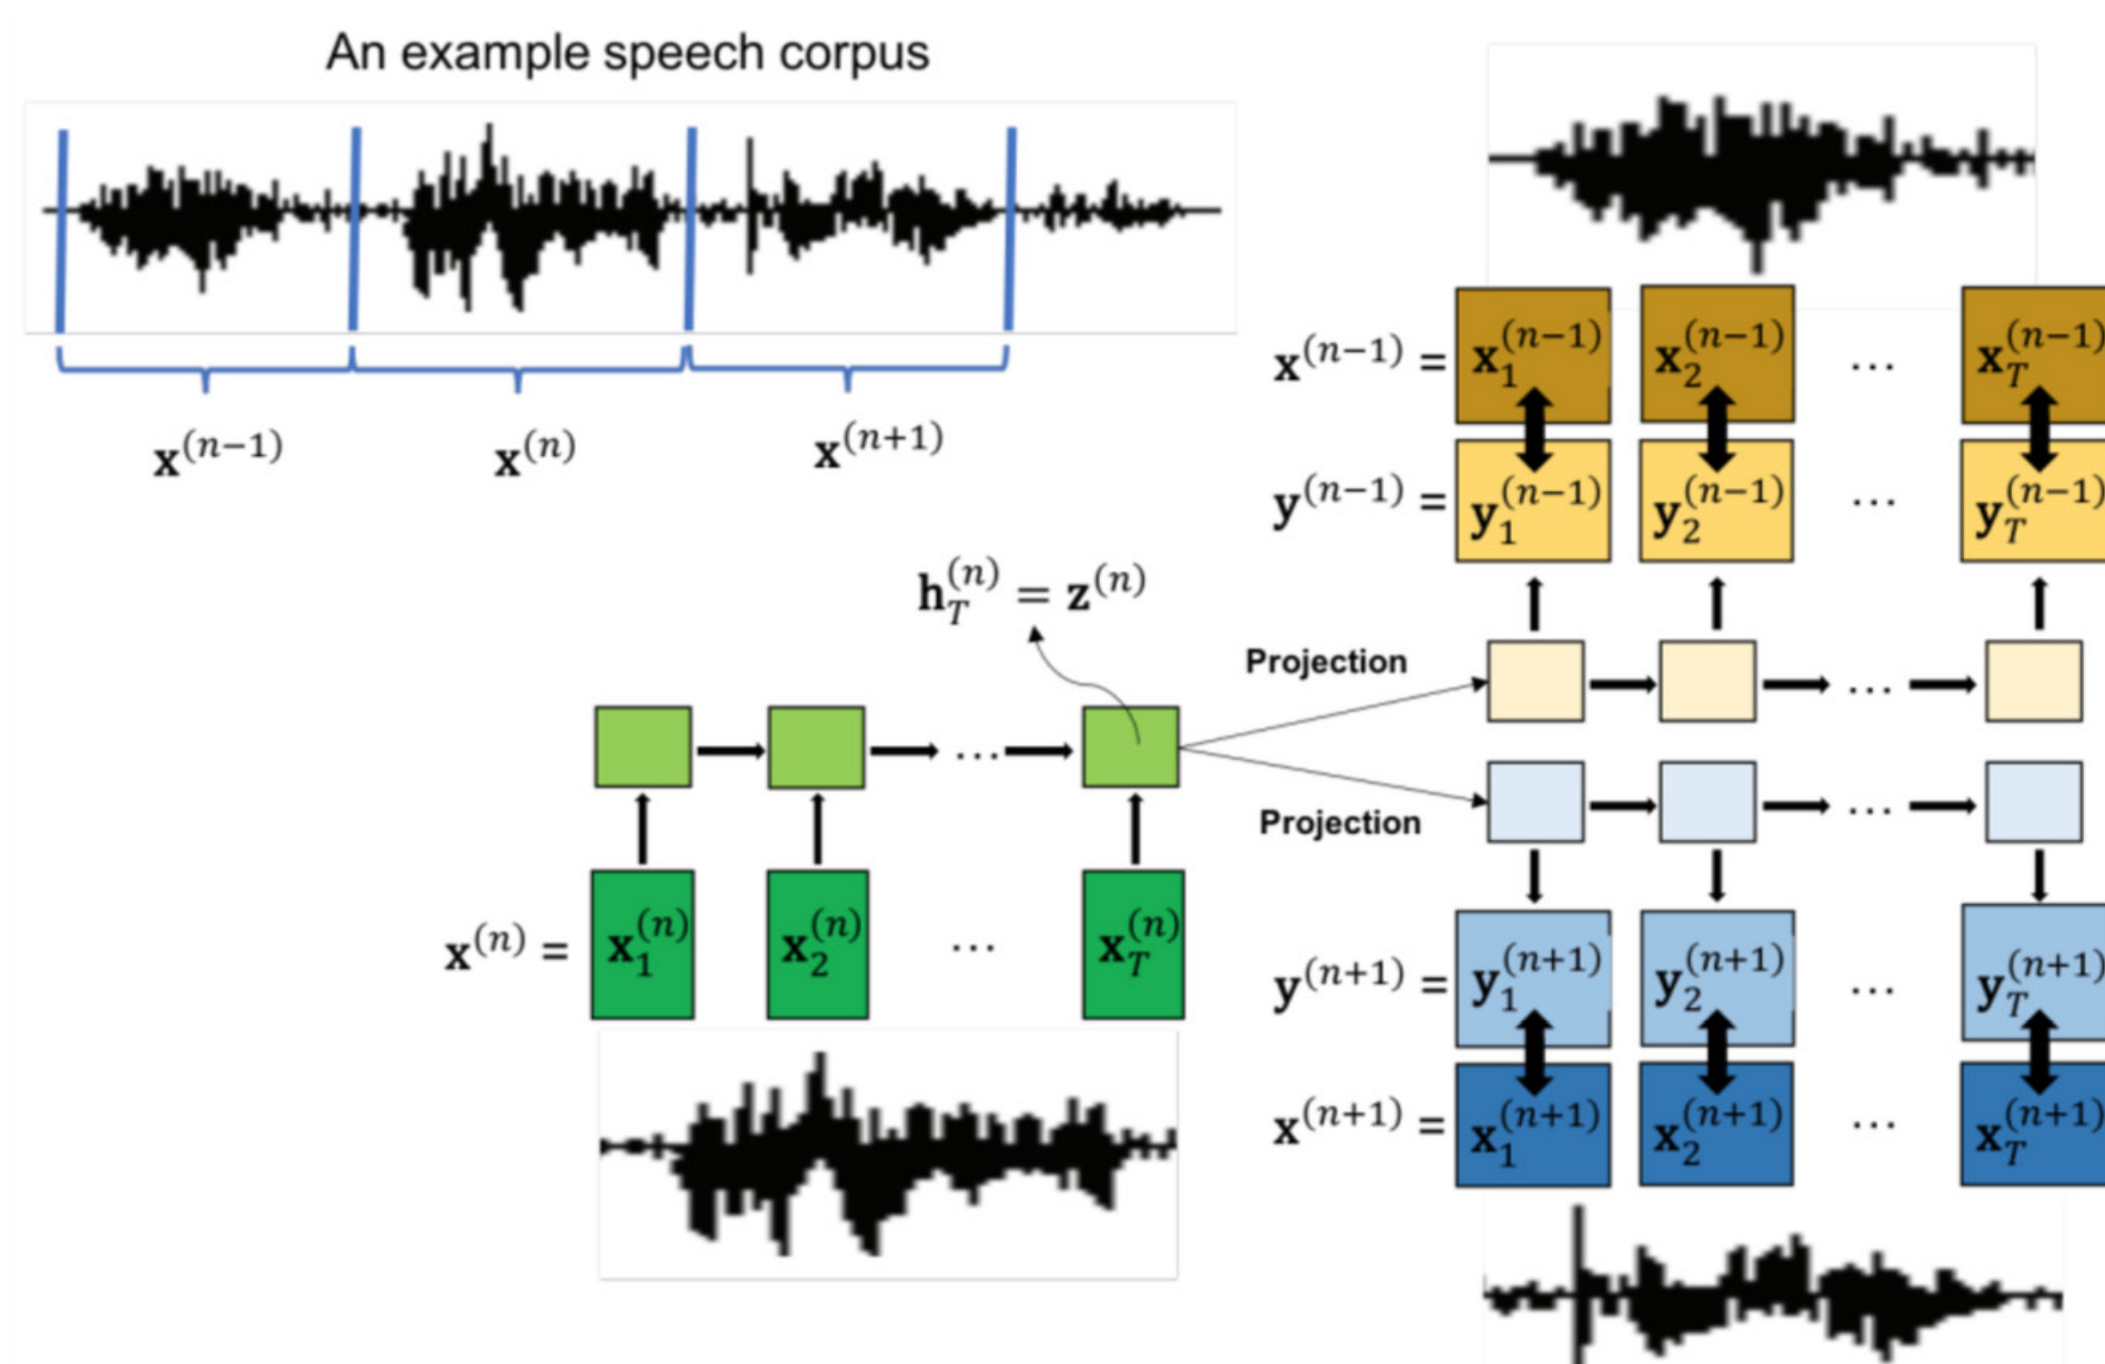 An example speech corpus
x^(n−1) x^(n) x^(n+1)
h_T^(n) = z^(n)
x^(n) = x_1^(n) x_2^(n) … x_T^(n)
Projection
Projection
x^(n−1) = x_1^(n−1) x_2^(n−1) … x_T^(n−1)
y^(n−1) = y_1^(n−1) y_2^(n−1) … y_T^(n−1)
…
…
…
y^(n+1) = y_1^(n+1) y_2^(n+1) … y_T^(n+1)
x^(n+1) = x_1^(n+1) x_2^(n+1) … x_T^(n+1)